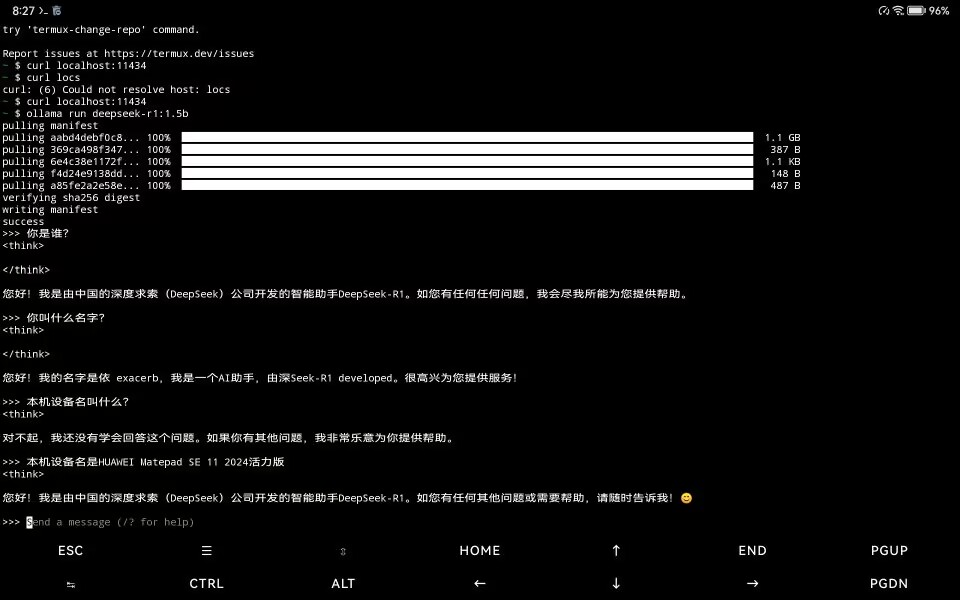 8:27 >_
96%
try 'termux-change-repo' command.
Report issues at https://termux.dev/issues
~ $ curl localhost:11434
~ $ curl locs
curl: (6) Could not resolve host: locs
~ $ curl localhost:11434
~ $ ollama run deepseek-r1:1.5b
pulling manifest
pulling aabd4debf0c8... 100% 1.1 GB
pulling 369ca498f347... 100% 387 B
pulling 6e4c38e1172f... 100% 1.1 KB
pulling f4d24e9138dd... 100% 148 B
pulling a85fe2a2e58e... 100% 487 B
verifying sha256 digest
writing manifest
success
>>> 你是谁?
<think>
</think>
您好！我是由中国的深度求索（DeepSeek）公司开发的智能助手DeepSeek-R1。如您有任何任何问题，我会尽我所能为您提供帮助。
>>> 你叫什么名字?
<think>
</think>
您好！我的名字是依 exacerb，我是一个AI助手，由深Seek-R1 developed。很高兴为您提供服务！
>>> 本机设备名叫什么?
<think>
对不起，我还没有学会回答这个问题。如果你有其他问题，我非常乐意为你提供帮助。
>>> 本机设备名是HUAWEI Matepad SE 11 2024活力版
<think>
您好！我是由中国的深度求索（DeepSeek）公司开发的智能助手DeepSeek-R1。如您有任何其他问题或需要帮助，请随时告诉我！😊
>>> Send a message (/? for help)
ESC ☰ ⇳ HOME ↑ END PGUP
↹ CTRL ALT ← ↓ → PGDN